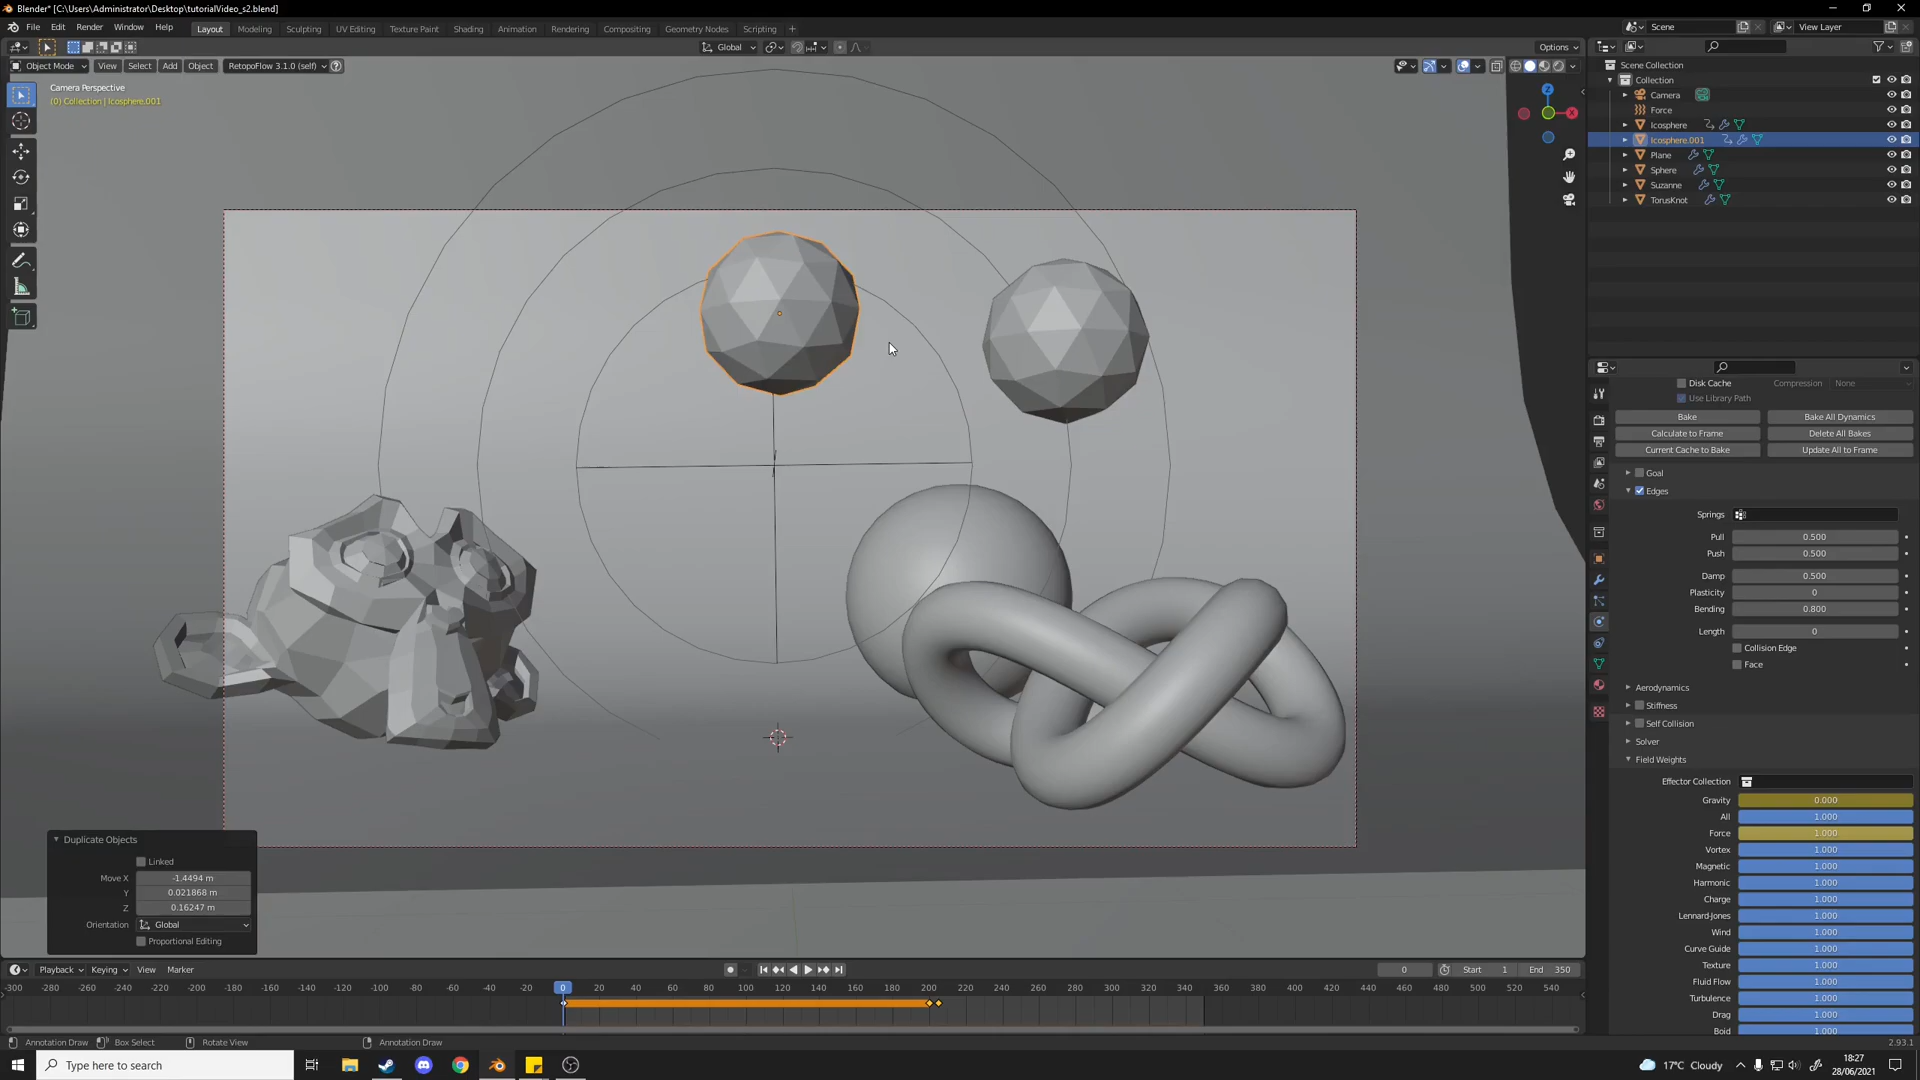 Blender* [C:\Users\Administrator\Desktop\tutorialVideo_s2.blend]
File Edit Render Window Help
Layout Modeling Sculpting UV Editing Texture Paint Shading Animation Rendering Compositing Geometry Nodes Scripting +
Scene
View Layer
Global
Options
Object Mode View Select Add Object RetopoFlow 3.1.0 (self)
Camera Perspective
(0) Collection | Icosphere.001
Z
X
Scene Collection
Collection
Camera
Force
Icosphere
Icosphere.001
Plane
Sphere
Suzanne
TorusKnot
Disk Cache Compression None
Use Library Path
Bake Bake All Dynamics
Calculate to Frame Delete All Bakes
Current Cache to Bake Update All to Frame
Goal
Edges
Springs
Pull 0.500
Push 0.500
Damp 0.500
Plasticity 0
Bending 0.800
Length 0
Collision Edge
Face
Aerodynamics
Stiffness
Self Collision
Solver
Field Weights
Effector Collection
Gravity 0.000
All 1.000
Force 1.000
Vortex 1.000
Magnetic 1.000
Harmonic 1.000
Charge 1.000
Lennard-Jones 1.000
Wind 1.000
Curve Guide 1.000
Texture 1.000
Fluid Flow 1.000
Turbulence 1.000
Drag 1.000
Boid 1.000
Duplicate Objects
Linked
Move X -1.4494 m
Y 0.021868 m
Z 0.16247 m
Orientation Global
Proportional Editing
Playback Keying View Marker
0 Start 1 End 350
-300 -280 -260 -240 -220 -200 -180 -160 -140 -120 -100 -80 -60 -40 -20 0 20 40 60 80 100 120 140 160 180 200 220 240 260 280 300 320 340 360 380 400 420 440 460 480 500 520 540
Annotation Draw Box Select Rotate View Annotation Draw
2.93.1
Type here to search
17°C Cloudy
18:27
28/06/2021